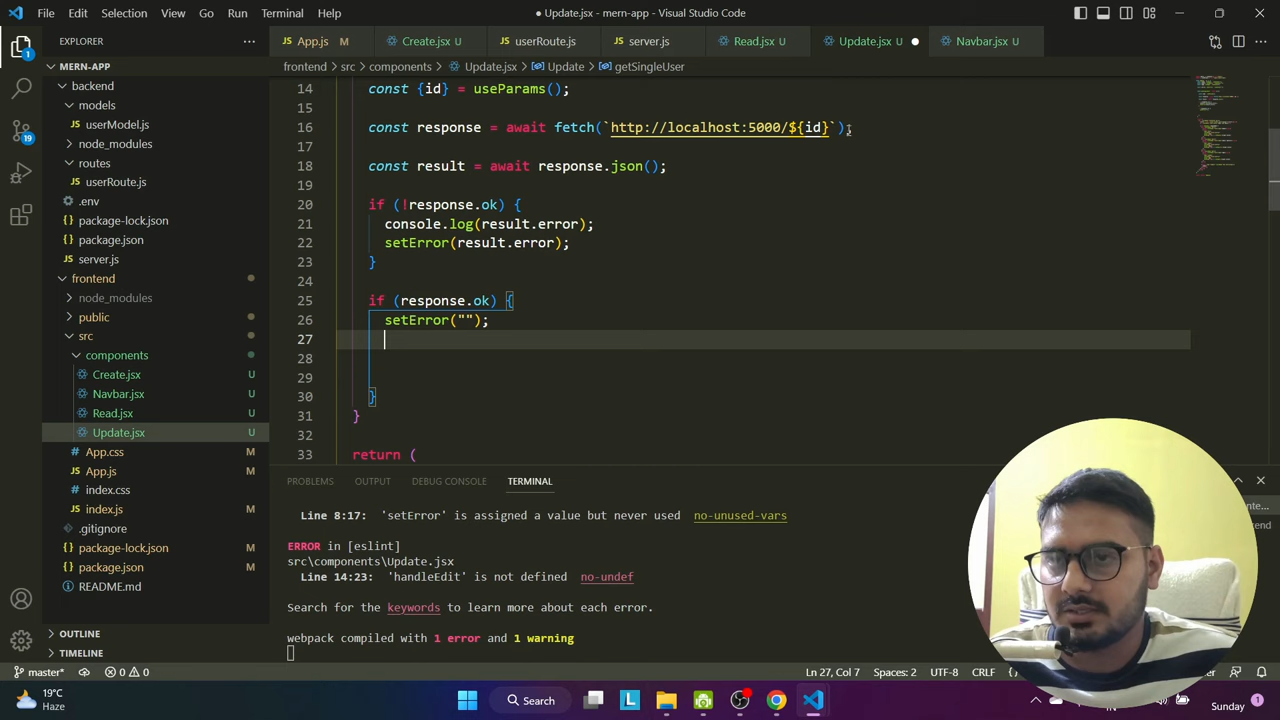 File Edit Selection View Go Run Terminal Help
● Update.jsx - mern-app - Visual Studio Code
EXPLORER
App.js M
Create.jsx U
userRoute.js
server.js
Read.jsx U
Update.jsx U
Navbar.jsx U
frontend > src > components > Update.jsx > Update > getSingleUser
MERN-APP
backend
models
userModel.js
node_modules
routes
userRoute.js
.env
package-lock.json
package.json
server.js
frontend
node_modules
public
src
components
Create.jsx U
Navbar.jsx U
Read.jsx U
Update.jsx U
App.css M
App.js M
index.css
index.js M
.gitignore
package-lock.json M
package.json M
README.md
OUTLINE
TIMELINE
1
19
14 const {id} = useParams();
15
16 const response = await fetch(`http://localhost:5000/${id}`);
17
18 const result = await response.json();
19
20 if (!response.ok) {
21 console.log(result.error);
22 setError(result.error);
23 }
24
25 if (response.ok) {
26 setError("");
27
28
29
30 }
31 }
32
33 return (
PROBLEMS OUTPUT DEBUG CONSOLE TERMINAL
Line 8:17: 'setError' is assigned a value but never used no-unused-vars
ERROR in [eslint]
src\components\Update.jsx
Line 14:23: 'handleEdit' is not defined no-undef
Search for the keywords to learn more about each error.
webpack compiled with 1 error and 1 warning
master* 0 0 Ln 27, Col 7 Spaces: 2 UTF-8 CRLF
19°C
Haze
Search
Sunday
1